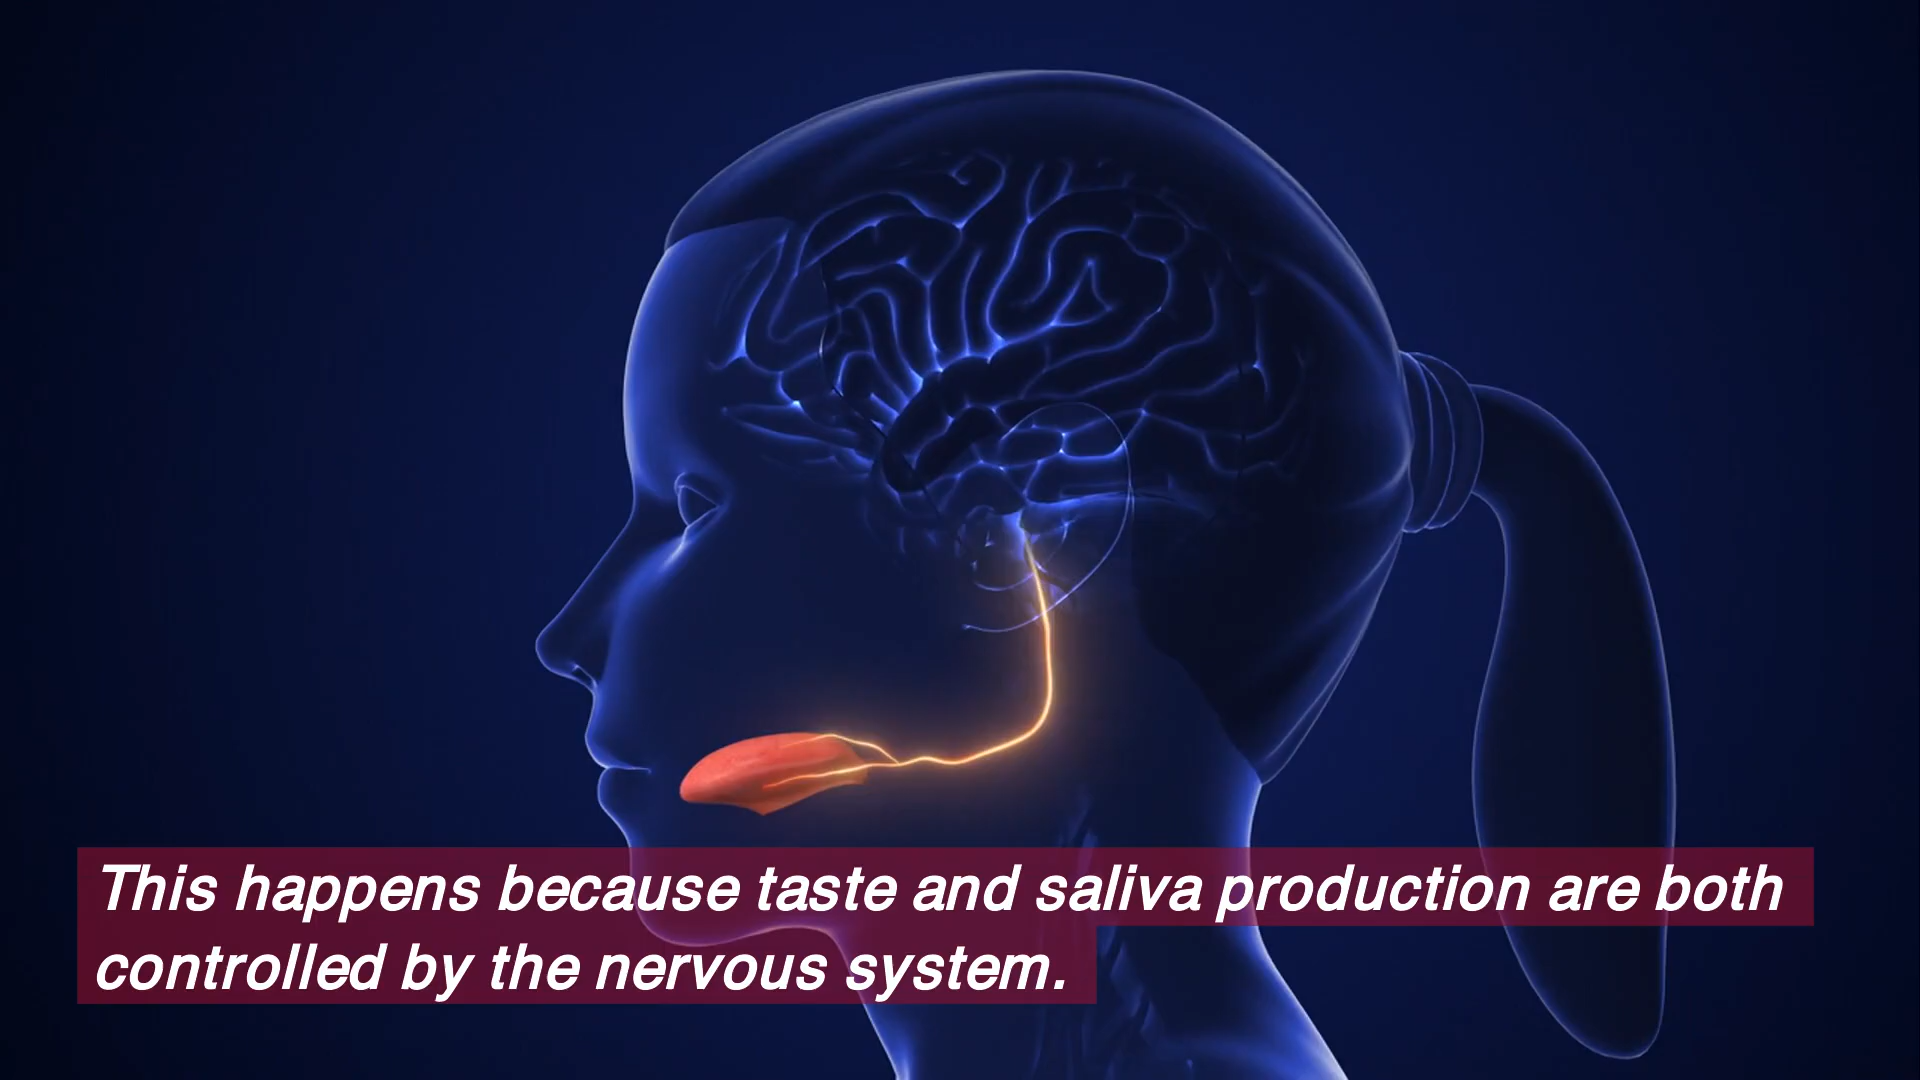 This happens because taste and saliva production are both
controlled by the nervous system.